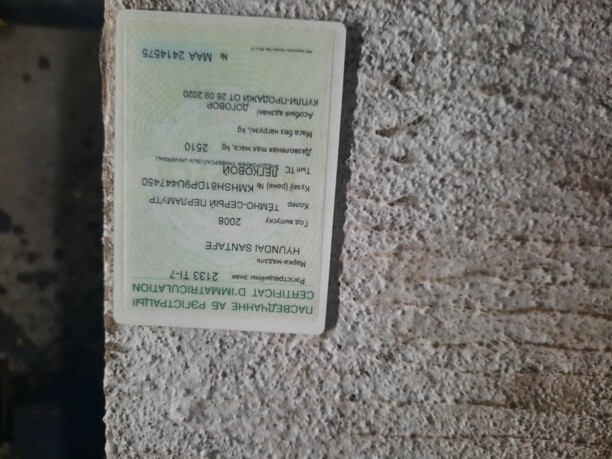 ПАСВЕДЧАННЕ АБ РЭГІСТРАЦЫІ
CERTIFICAT D'IMMATRICULATION
Рэгістрацыйны знак 2133 TI-7
Марка-мадэль
HYUNDAI SANTAFE
Год выпуску 2008
Колер ТЁМНО-СЕРЫЙ ПЕРЛАМУТР
Кузаў (рама) № KMHSH81DP9U447450
Тып ТС ЛЕГКОВОЙ
Дазволеная max маса, kg 2510
Маса без нагрузкі, kg
Асобыя адзнакі ДОГОВОР
КУПЛИ-ПРОДАЖИ ОТ 26 09 2020
№ МАА 2414575